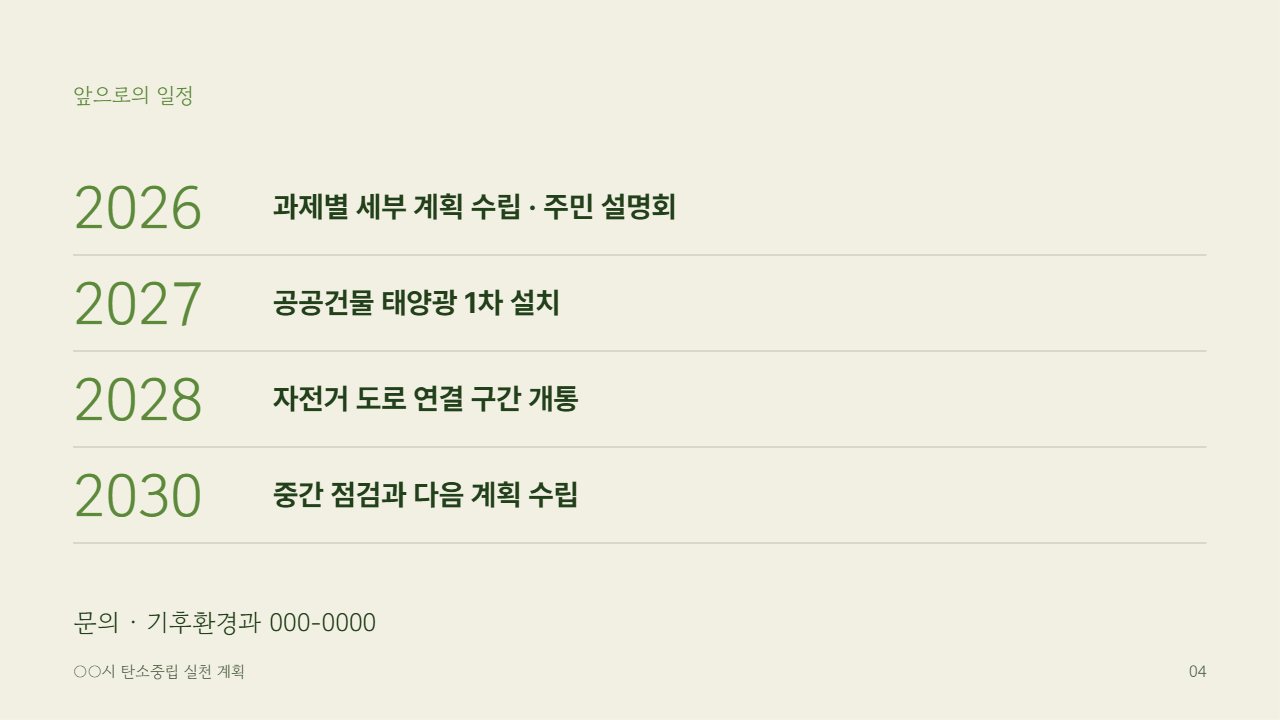 앞으로의 일정
2026 과제별 세부 계획 수립 · 주민 설명회
2027 공공건물 태양광 1차 설치
2028 자전거 도로 연결 구간 개통
2030 중간 점검과 다음 계획 수립
문의 · 기후환경과 000-0000
○○시 탄소중립 실천 계획 04